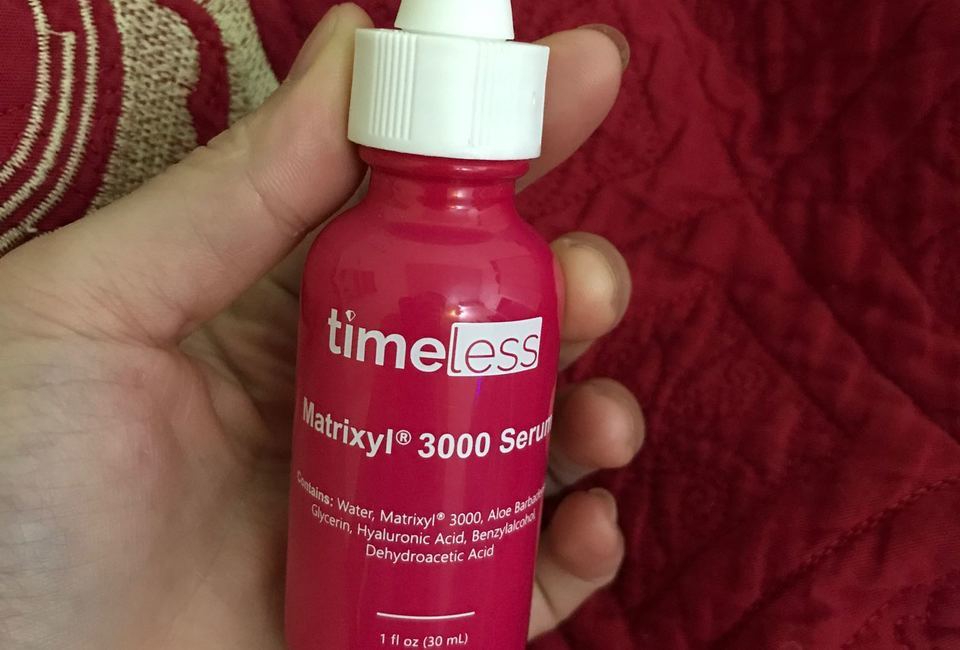 timeless
Matrixyl® 3000 Serum
Contains: Water, Matrixyl® 3000, Aloe
Glycerin, Hyaluronic Acid, Benzylalcohol,
Dehydroacetic Acid
1 fl oz (30 mL)